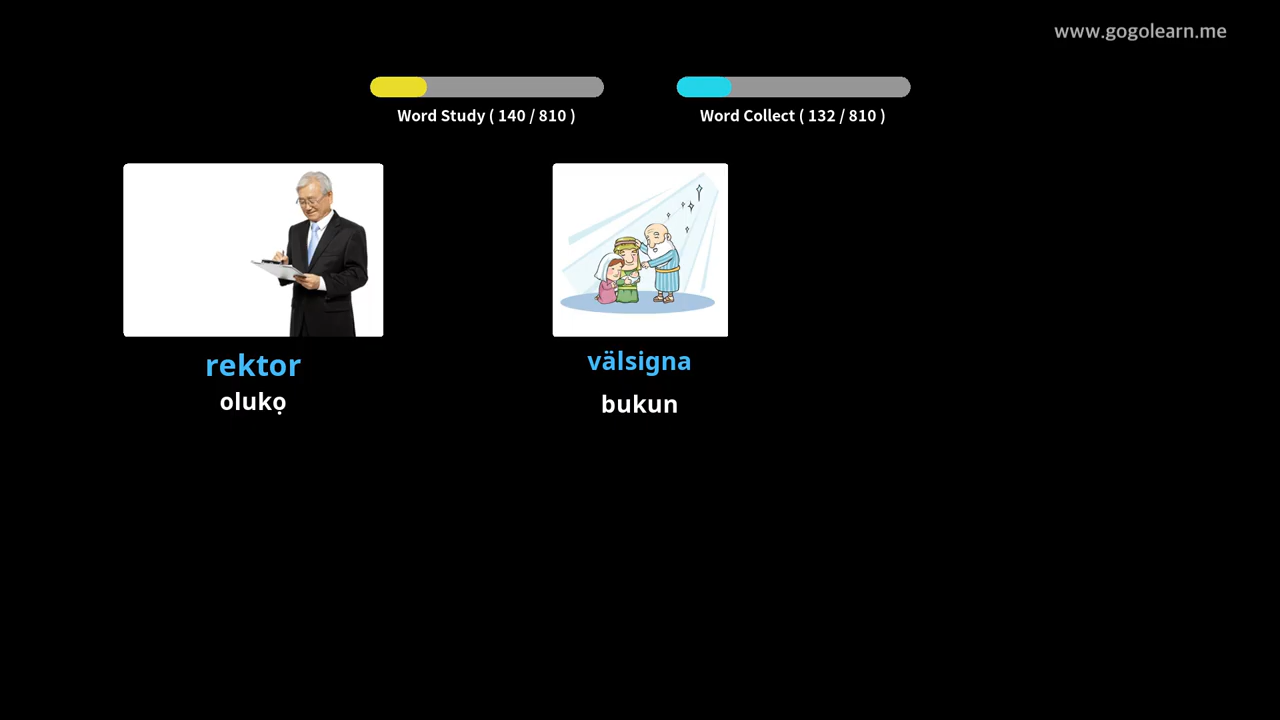 www.gogolearn.me
Word Study ( 140 / 810 )
Word Collect ( 132 / 810 )
rektor
olukọ
välsigna
bukun